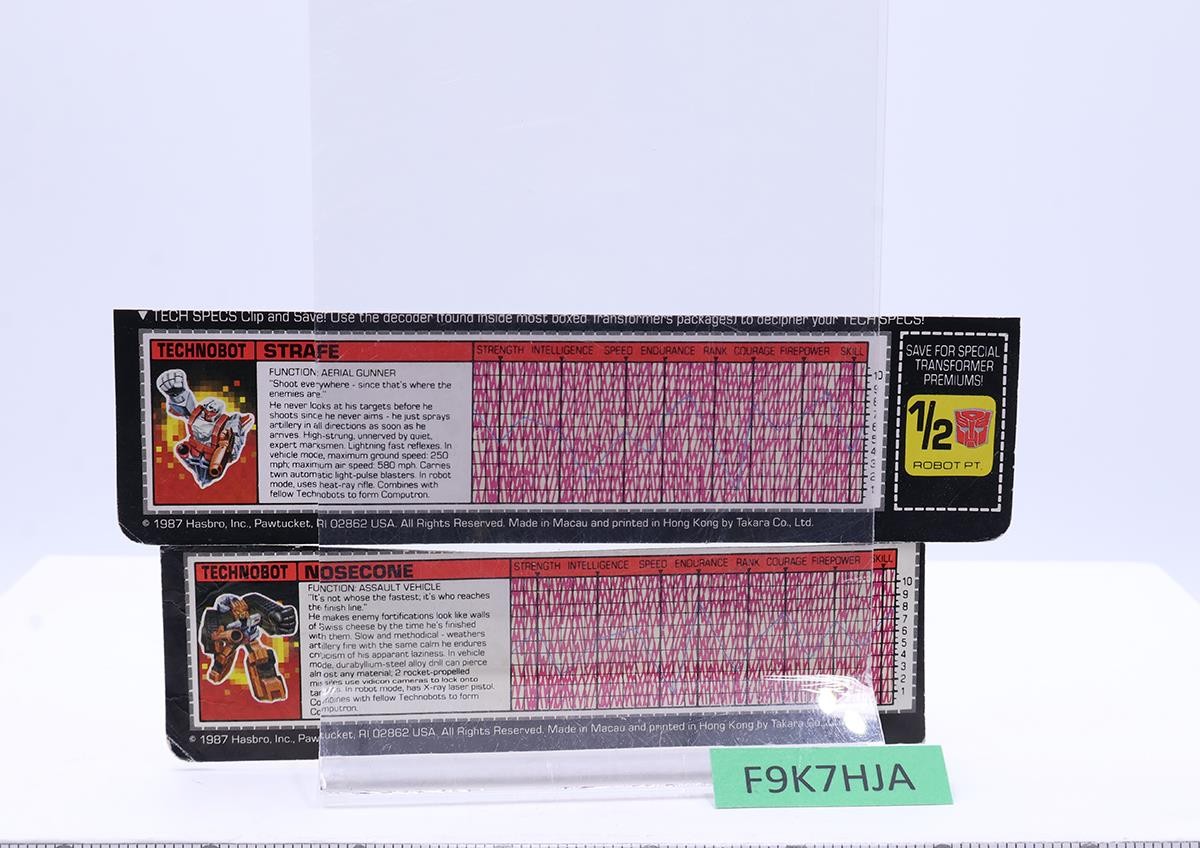 ▼ TECH SPECS Clip and Save! Use the decoder (found inside most boxed Transformers packages) to decipher your TECH SPECS!
TECHNOBOT STRAFE
STRENGTH INTELLIGENCE SPEED ENDURANCE RANK COURAGE FIREPOWER SKILL
FUNCTION: AERIAL GUNNER
"Shoot everywhere - since that's where the
enemies are."
He never looks at his targets before he
shoots since he never aims - he just sprays
artillery in all directions as soon as he
arrives. High-strung, unnerved by quiet,
expert marksmen. Lightning fast reflexes. In
vehicle mode, maximum ground speed: 250
mph; maximum air speed: 580 mph. Carries
twin automatic light-pulse blasters. In robot
mode, uses heat-ray rifle. Combines with
fellow Technobots to form Computron.
10
SAVE FOR SPECIAL
TRANSFORMER
PREMIUMS!
1/2
ROBOT PT.
© 1987 Hasbro, Inc., Pawtucket, RI 02862 USA. All Rights Reserved. Made in Macau and printed in Hong Kong by Takara Co., Ltd.
TECHNOBOT NOSECONE
STRENGTH INTELLIGENCE SPEED ENDURANCE RANK COURAGE FIREPOWER SKILL
FUNCTION: ASSAULT VEHICLE
"It's not whose the fastest; it's who reaches
the finish line."
He makes enemy fortifications look like walls
of Swiss cheese by the time he's finished
with them. Slow and methodical - weathers
artillery fire with the same calm he endures
criticism of his apparant laziness. In vehicle
mode, durabyllium-steel alloy drill can pierce
almost any material; 2 rocket-propelled
missiles use vidicon cameras to lock onto
targets. In robot mode, has X-ray laser pistol.
Combines with fellow Technobots to form
Computron.
10
9
8
7
6
5
4
3
2
1
© 1987 Hasbro, Inc., Pawtucket, RI 02862 USA. All Rights Reserved. Made in Macau and printed in Hong Kong by Takara Co.,
F9K7HJA